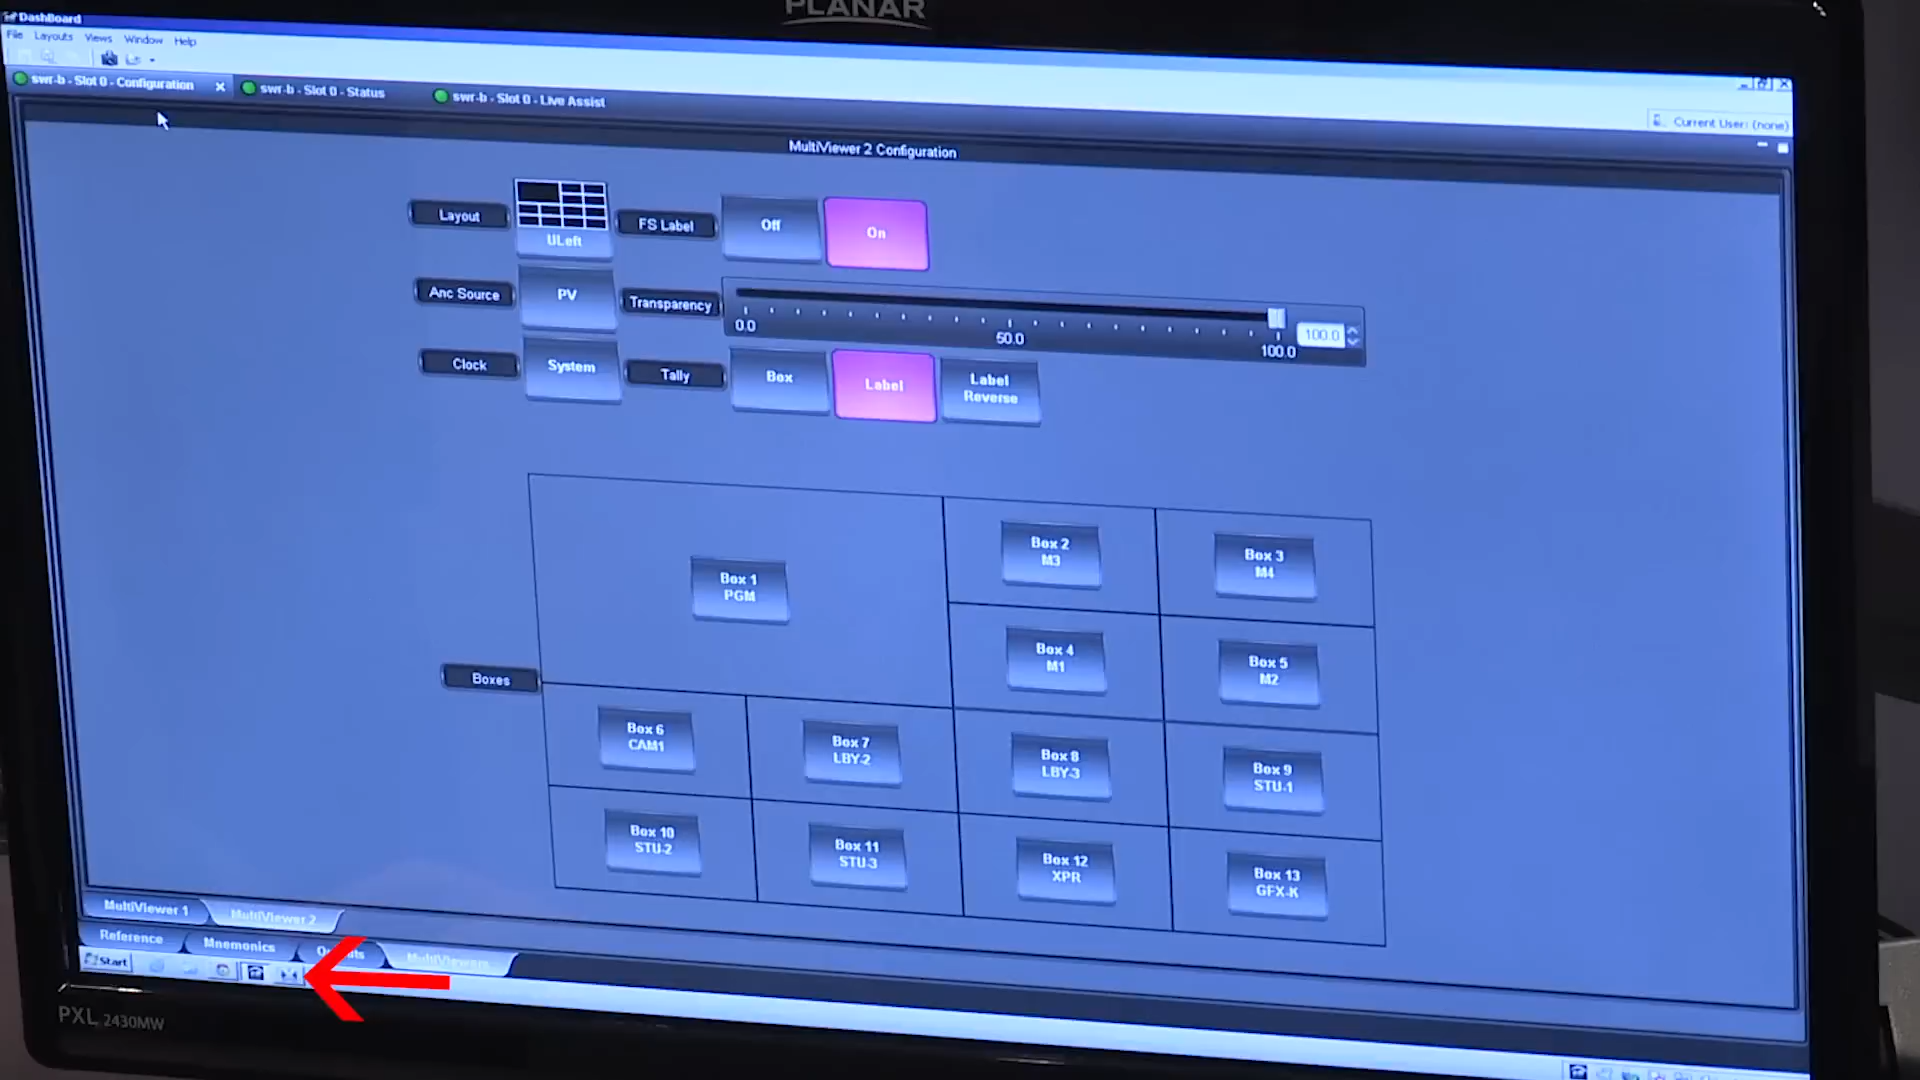 PLANAR
DashBoard
File Layouts Views Window Help
swr-b - Slot 0 - Configuration
swr-b - Slot 0 - Status
swr-b - Slot 0 - Live Assist
Current User: (none)
MultiViewer 2 Configuration
Layout
ULeft
FS Label
Off
On
Anc Source
PV
Transparency
0.0
50.0
100.0
100.0
Clock
System
Tally
Box
Label
Label
Reverse
Boxes
Box 1
PGM
Box 2
M3
Box 3
M4
Box 4
M1
Box 5
M2
Box 6
CAM1
Box 7
LBY-2
Box 8
LBY-3
Box 9
STU-1
Box 10
STU-2
Box 11
STU-3
Box 12
XPR
Box 13
GFX-K
MultiViewer 1
MultiViewer 2
Reference
Mnemonics
MultiViewers
Start
PXL 2430MW